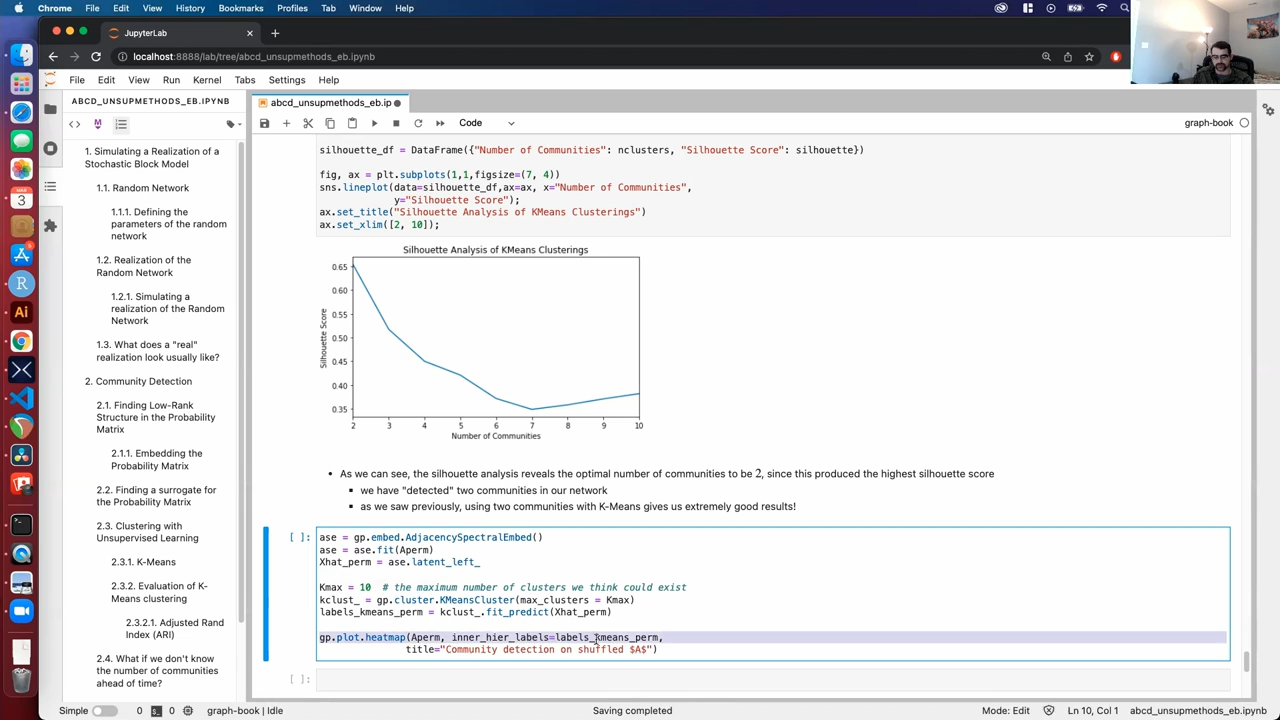 Chrome File Edit View History Bookmarks Profiles Tab Window Help
JupyterLab
localhost:8888/lab/tree/abcd_unsupmethods_eb.ipynb
File Edit View Run Kernel Tabs Settings Help
ABCD_UNSUPMETHODS_EB.IPYNB
abcd_unsupmethods_eb.ip
Code
graph-book
1. Simulating a Realization of a
Stochastic Block Model
1.1. Random Network
1.1.1. Defining the
parameters of the random
network
1.2. Realization of the
Random Network
1.2.1. Simulating a
realization of the Random
Network
1.3. What does a "real"
realization look usually like?
2. Community Detection
2.1. Finding Low-Rank
Structure in the Probability
Matrix
2.1.1. Embedding the
Probability Matrix
2.2. Finding a surrogate for
the Probability Matrix
2.3. Clustering with
Unsupervised Learning
2.3.1. K-Means
2.3.2. Evaluation of K-
Means clustering
2.3.2.1. Adjusted Rand
Index (ARI)
2.4. What if we don't know
the number of communities
ahead of time?
silhouette_df = DataFrame({"Number of Communities": nclusters, "Silhouette Score": silhouette})
fig, ax = plt.subplots(1,1,figsize=(7, 4))
sns.lineplot(data=silhouette_df,ax=ax, x="Number of Communities",
y="Silhouette Score");
ax.set_title("Silhouette Analysis of KMeans Clusterings")
ax.set_xlim([2, 10]);
Silhouette Analysis of KMeans Clusterings
0.65
0.60
0.55
0.50
0.45
0.40
0.35
Silhouette Score
2 3 4 5 6 7 8 9 10
Number of Communities
• As we can see, the silhouette analysis reveals the optimal number of communities to be 2, since this produced the highest silhouette score
▪ we have "detected" two communities in our network
▪ as we saw previously, using two communities with K-Means gives us extremely good results!
[ ]: ase = gp.embed.AdjacencySpectralEmbed()
ase = ase.fit(Aperm)
Xhat_perm = ase.latent_left_
Kmax = 10 # the maximum number of clusters we think could exist
kclust_ = gp.cluster.KMeansCluster(max_clusters = Kmax)
labels_kmeans_perm = kclust_.fit_predict(Xhat_perm)
gp.plot.heatmap(Aperm, inner_hier_labels=labels_kmeans_perm,
title="Community detection on shuffled $A$")
[ ]:
Simple 0 0 graph-book | Idle Saving completed Mode: Edit Ln 10, Col 1 abcd_unsupmethods_eb.ipynb